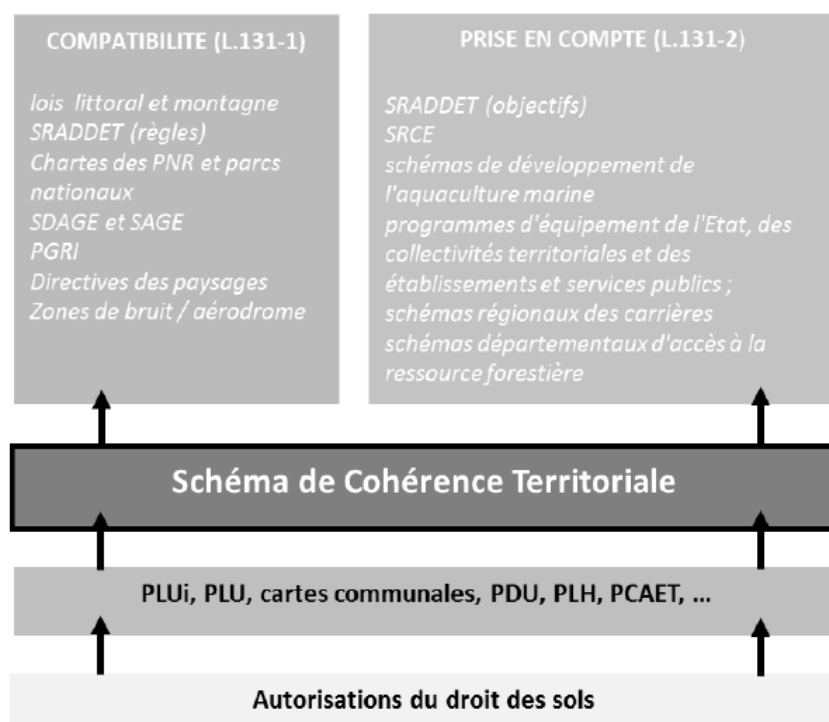 COMPATIBILITE (L.131-1)
lois littoral et montagne
SRADDET (règles)
Chartes des PNR et parcs
nationaux
SDAGE et SAGE
PGRI
Directives des paysages
Zones de bruit / aérodrome
PRISE EN COMPTE (L.131-2)
SRADDET (objectifs)
SRCE
schémas de développement de
l'aquaculture marine
programmes d'équipement de l'Etat, des
collectivités territoriales et des
établissements et services publics ;
schémas régionaux des carrières
schémas départementaux d'accès à la
ressource forestière
Schéma de Cohérence Territoriale
PLUi, PLU, cartes communales, PDU, PLH, PCAET, ...
Autorisations du droit des sols